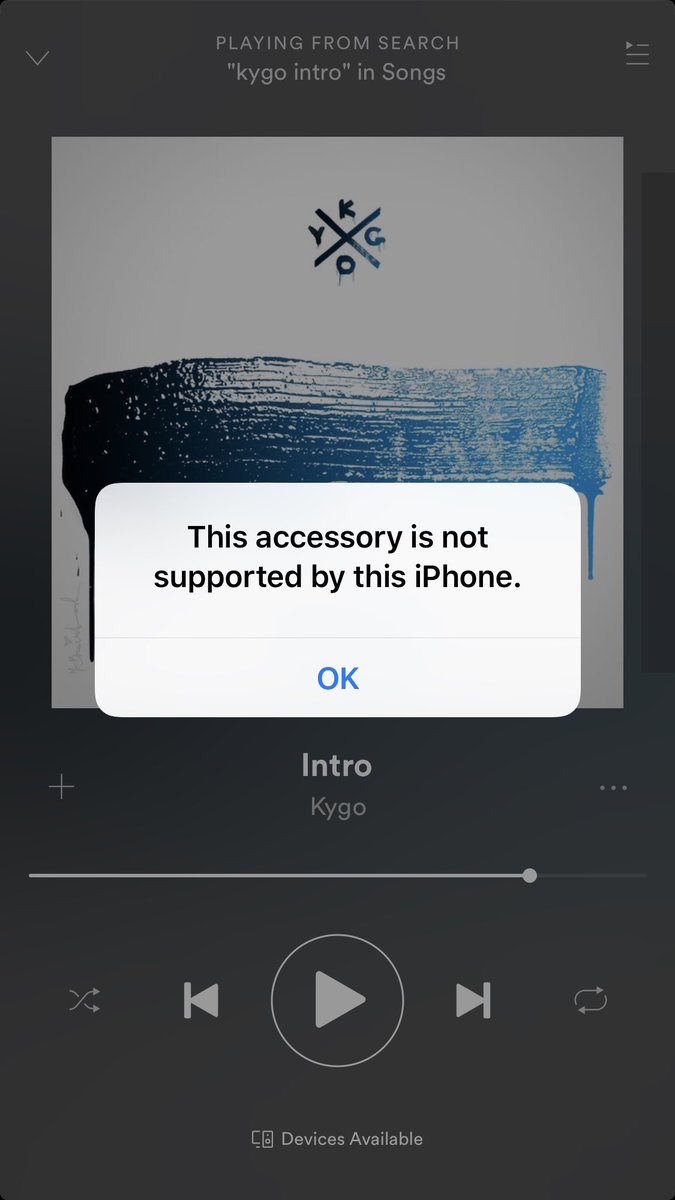 PLAYING FROM SEARCH
"kygo intro" in Songs
K
Y G
O
This accessory is not
supported by this iPhone.
OK
Intro
Kygo
Devices Available